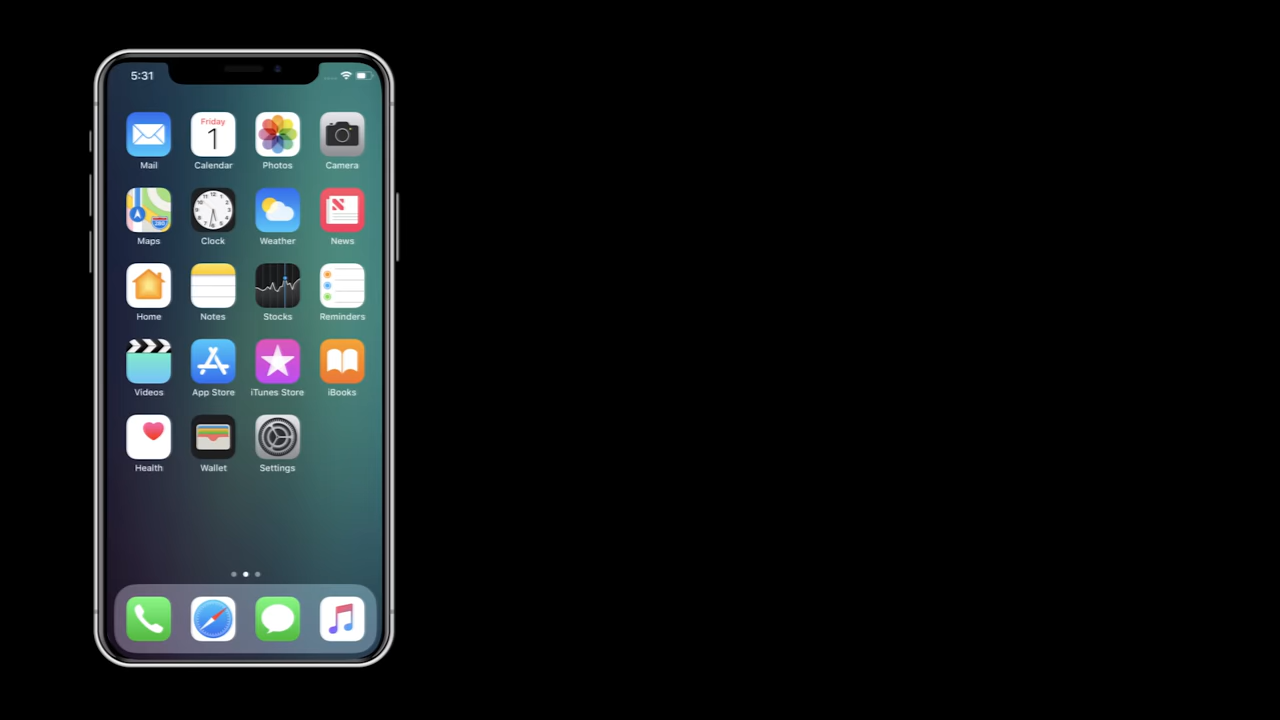 5:31
Friday
1
Mail Calendar Photos Camera
Maps Clock Weather News
Home Notes Stocks Reminders
Videos App Store iTunes Store iBooks
Health Wallet Settings